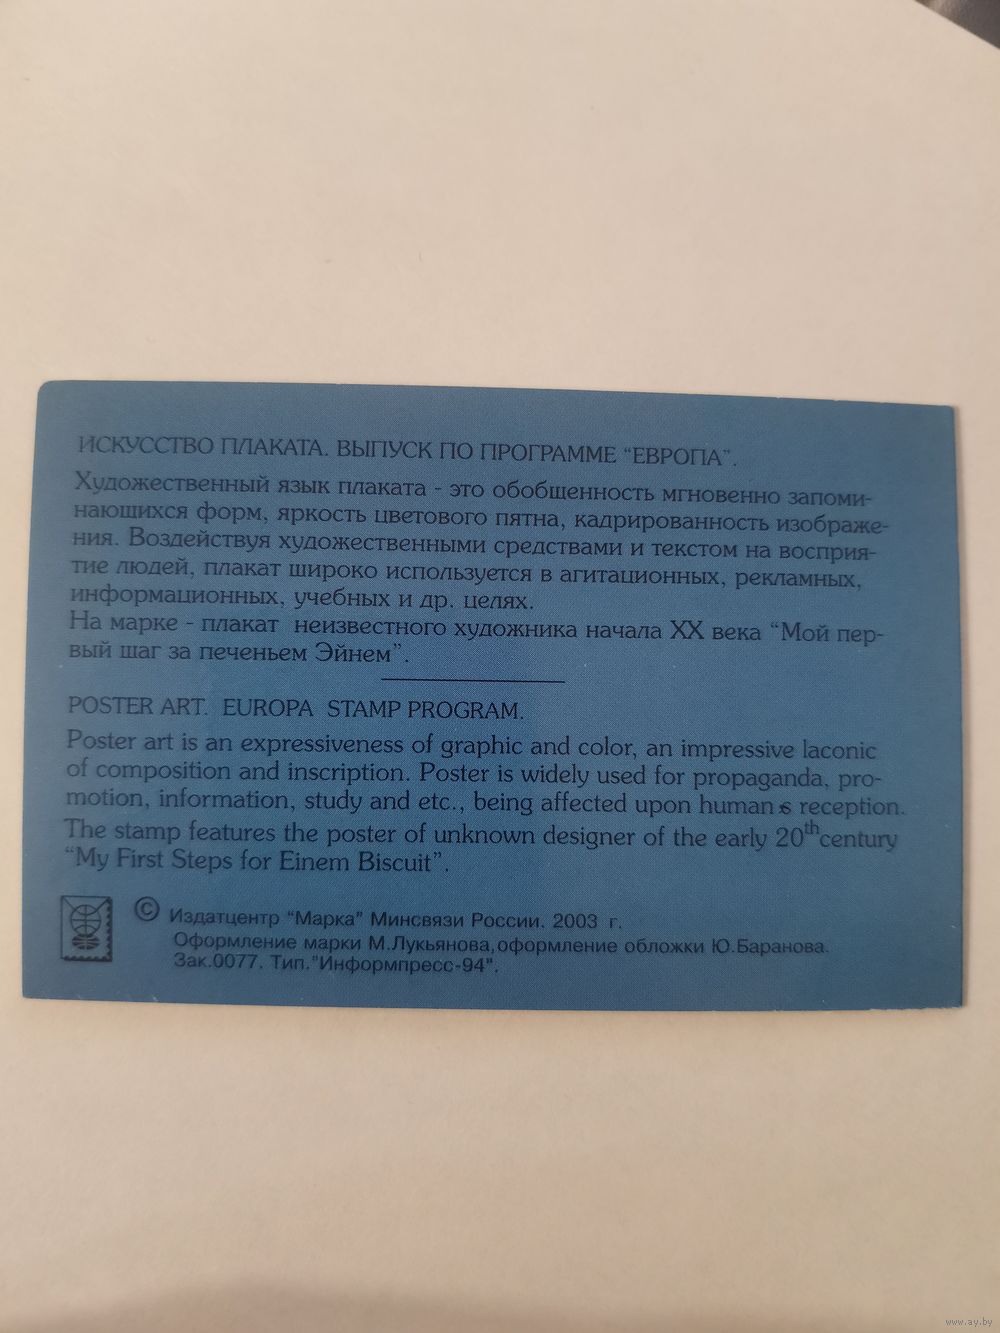 ИСКУССТВО ПЛАКАТА. ВЫПУСК ПО ПРОГРАММЕ "ЕВРОПА".
Художественный язык плаката - это обобщенность мгновенно запоми-
нающихся форм, яркость цветового пятна, кадрированность изображе-
ния. Воздействуя художественными средствами и текстом на восприя-
тие людей, плакат широко используется в агитационных, рекламных,
информационных, учебных и др. целях.
На марке - плакат неизвестного художника начала XX века "Мой пер-
вый шаг за печеньем Эйнем".
POSTER ART. EUROPA STAMP PROGRAM.
Poster art is an expressiveness of graphic and color, an impressive laconic
of composition and inscription. Poster is widely used for propaganda, pro-
motion, information, study and etc., being affected upon human s reception.
The stamp features the poster of unknown designer of the early 20th century
"My First Steps for Einem Biscuit".
© Издатцентр "Марка" Минсвязи России. 2003 г.
Оформление марки М.Лукьянова, оформление обложки Ю.Баранова.
Зак.0077. Тип."Информпресс-94".
www.ay.by